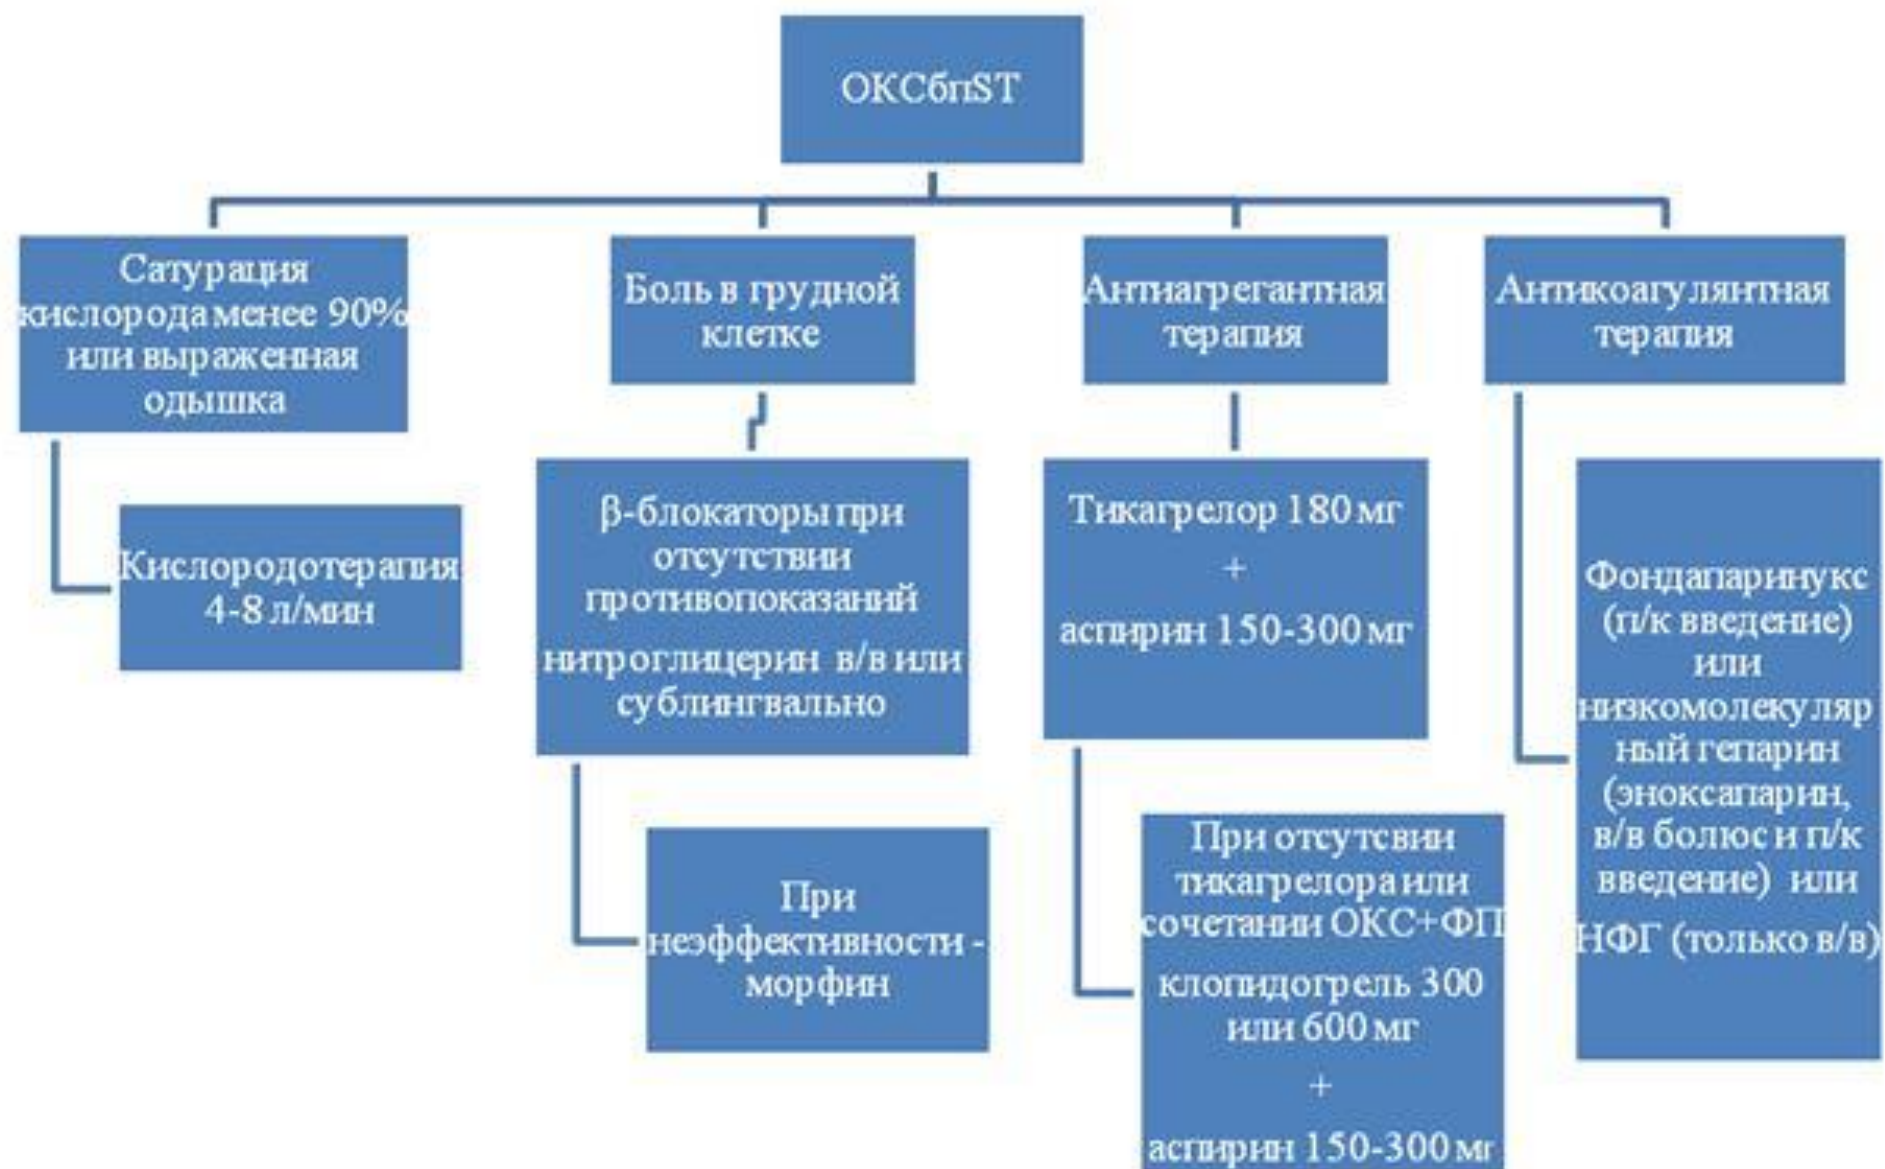 ОКСбпST
Сатурация
кислорода менее 90%
или выраженная
одышка
Кислородотерапия
4-8 л/мин
Боль в грудной
клетке
β-блокаторы при
отсутствии
противопоказаний
нитроглицерин в/в или
сублингвально
При
неэффективности -
морфин
Антиагрегантная
терапия
Тикагрелор 180 мг
+
аспирин 150-300 мг
При отсутсвии
тикагрелора или
сочетании ОКС+ФП
клопидогрель 300
или 600 мг
+
аспирин 150-300 мг
Антикоагулянтная
терапия
Фондапаринукс
(п/к введение)
или
низкомолекуляр
ный гепарин
(эноксапарин,
в/в болюс и п/к
введение) или
НФГ (только в/в)